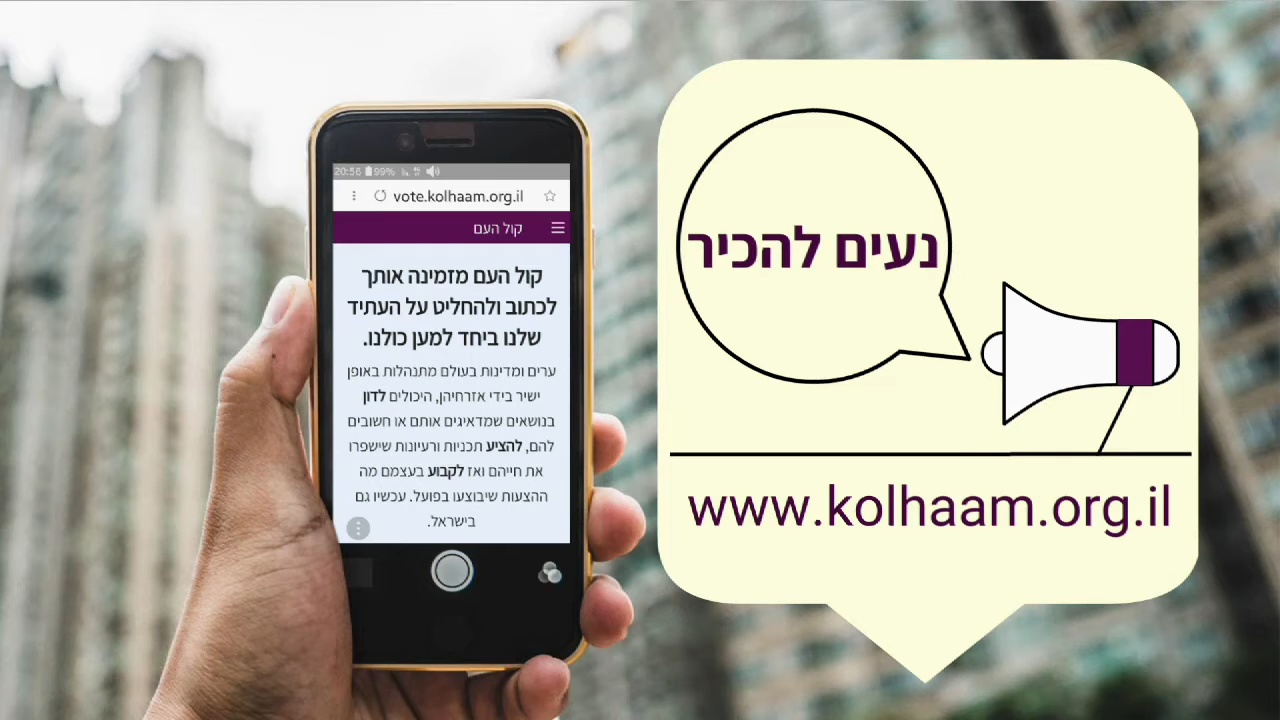 20:56 99%
vote.kolhaam.org.il
קול העם
קול העם מזמינה אותך
לכתוב ולהחליט על העתיד
שלנו ביחד למען כולנו.
ערים ומדינות בעולם מתנהלות באופן
ישיר בידי אזרחיהן, היכולים לדון
בנושאים שמדאיגים אותם או חשובים
להם, להציע תכניות ורעיונות שישפרו
את חייהם ואז לקבוע בעצמם מה
ההצעות שיבוצעו בפועל. עכשיו גם
בישראל.
נעים להכיר
www.kolhaam.org.il